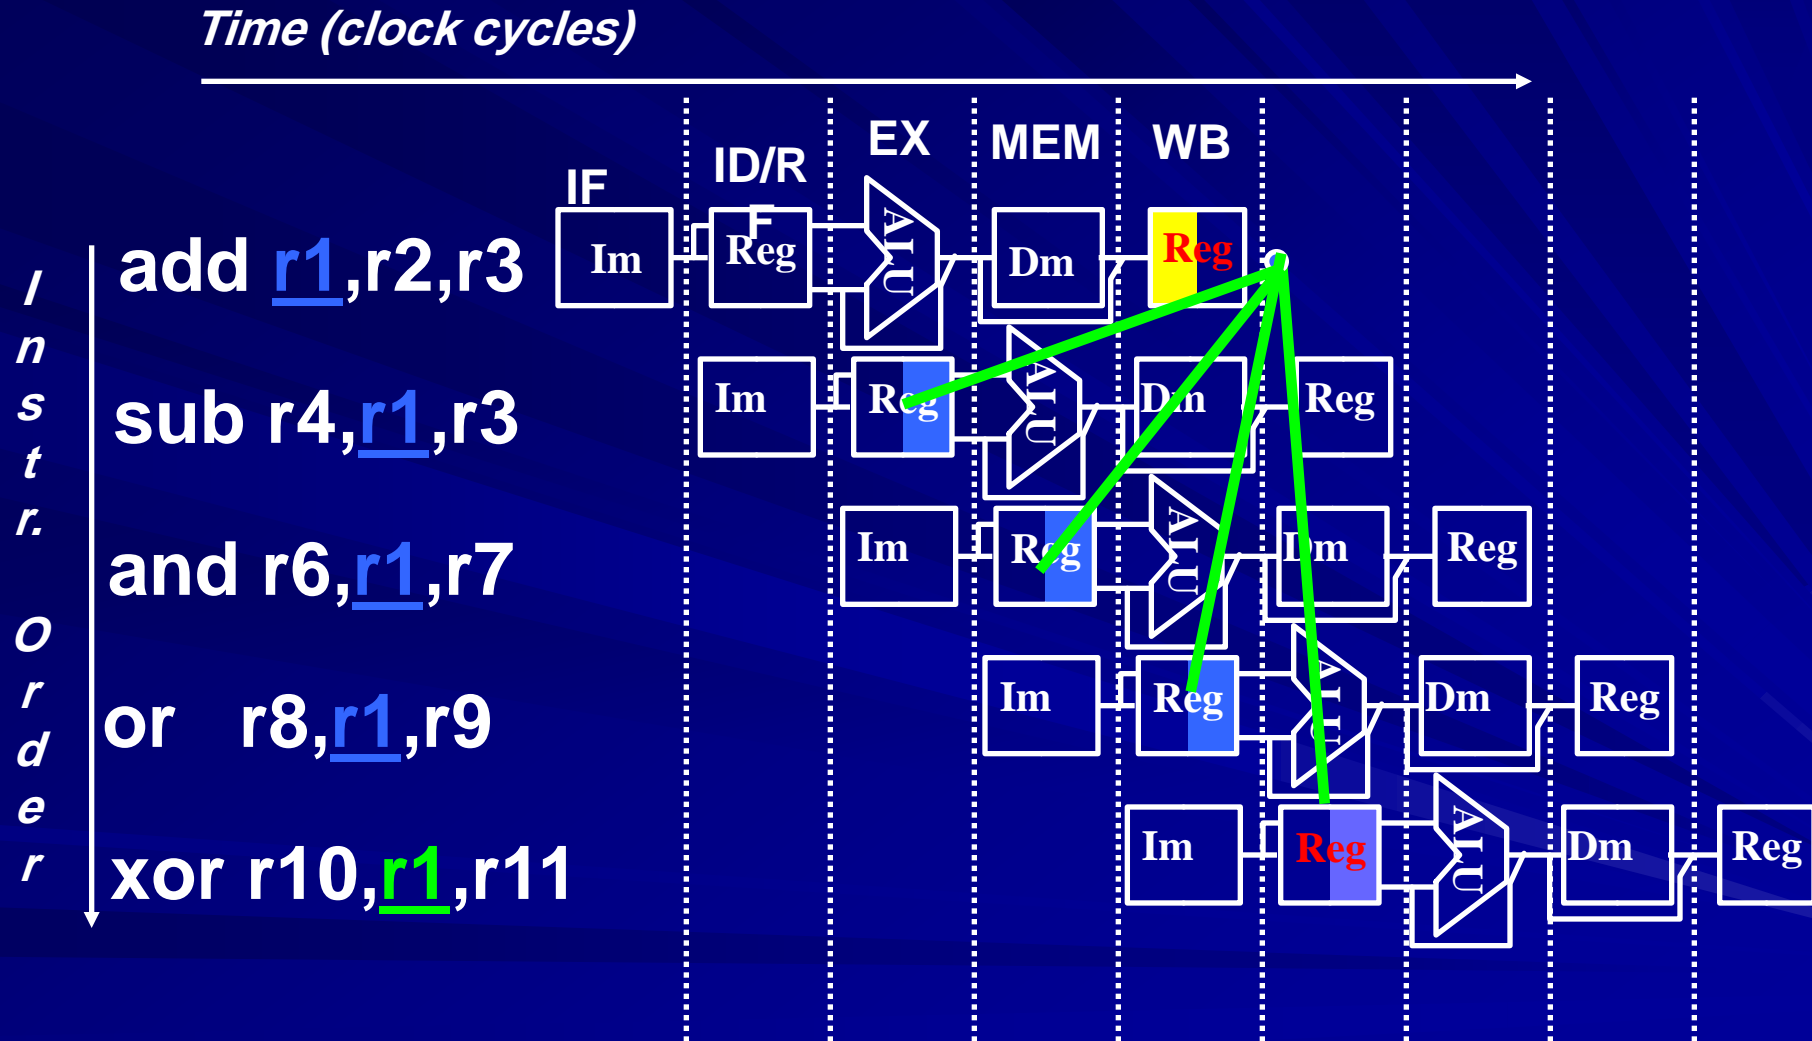 Time (clock cycles)
IF
ID/R
F
EX
MEM
WB
I
n
s
t
r.
O
r
d
e
r
add r1,r2,r3
Im
Reg
ALU
Dm
Reg
sub r4,r1,r3
Im
Reg
ALU
Dm
Reg
and r6,r1,r7
Im
Reg
ALU
Dm
Reg
or r8,r1,r9
Im
Reg
ALU
Dm
Reg
xor r10,r1,r11
Im
Reg
ALU
Dm
Reg